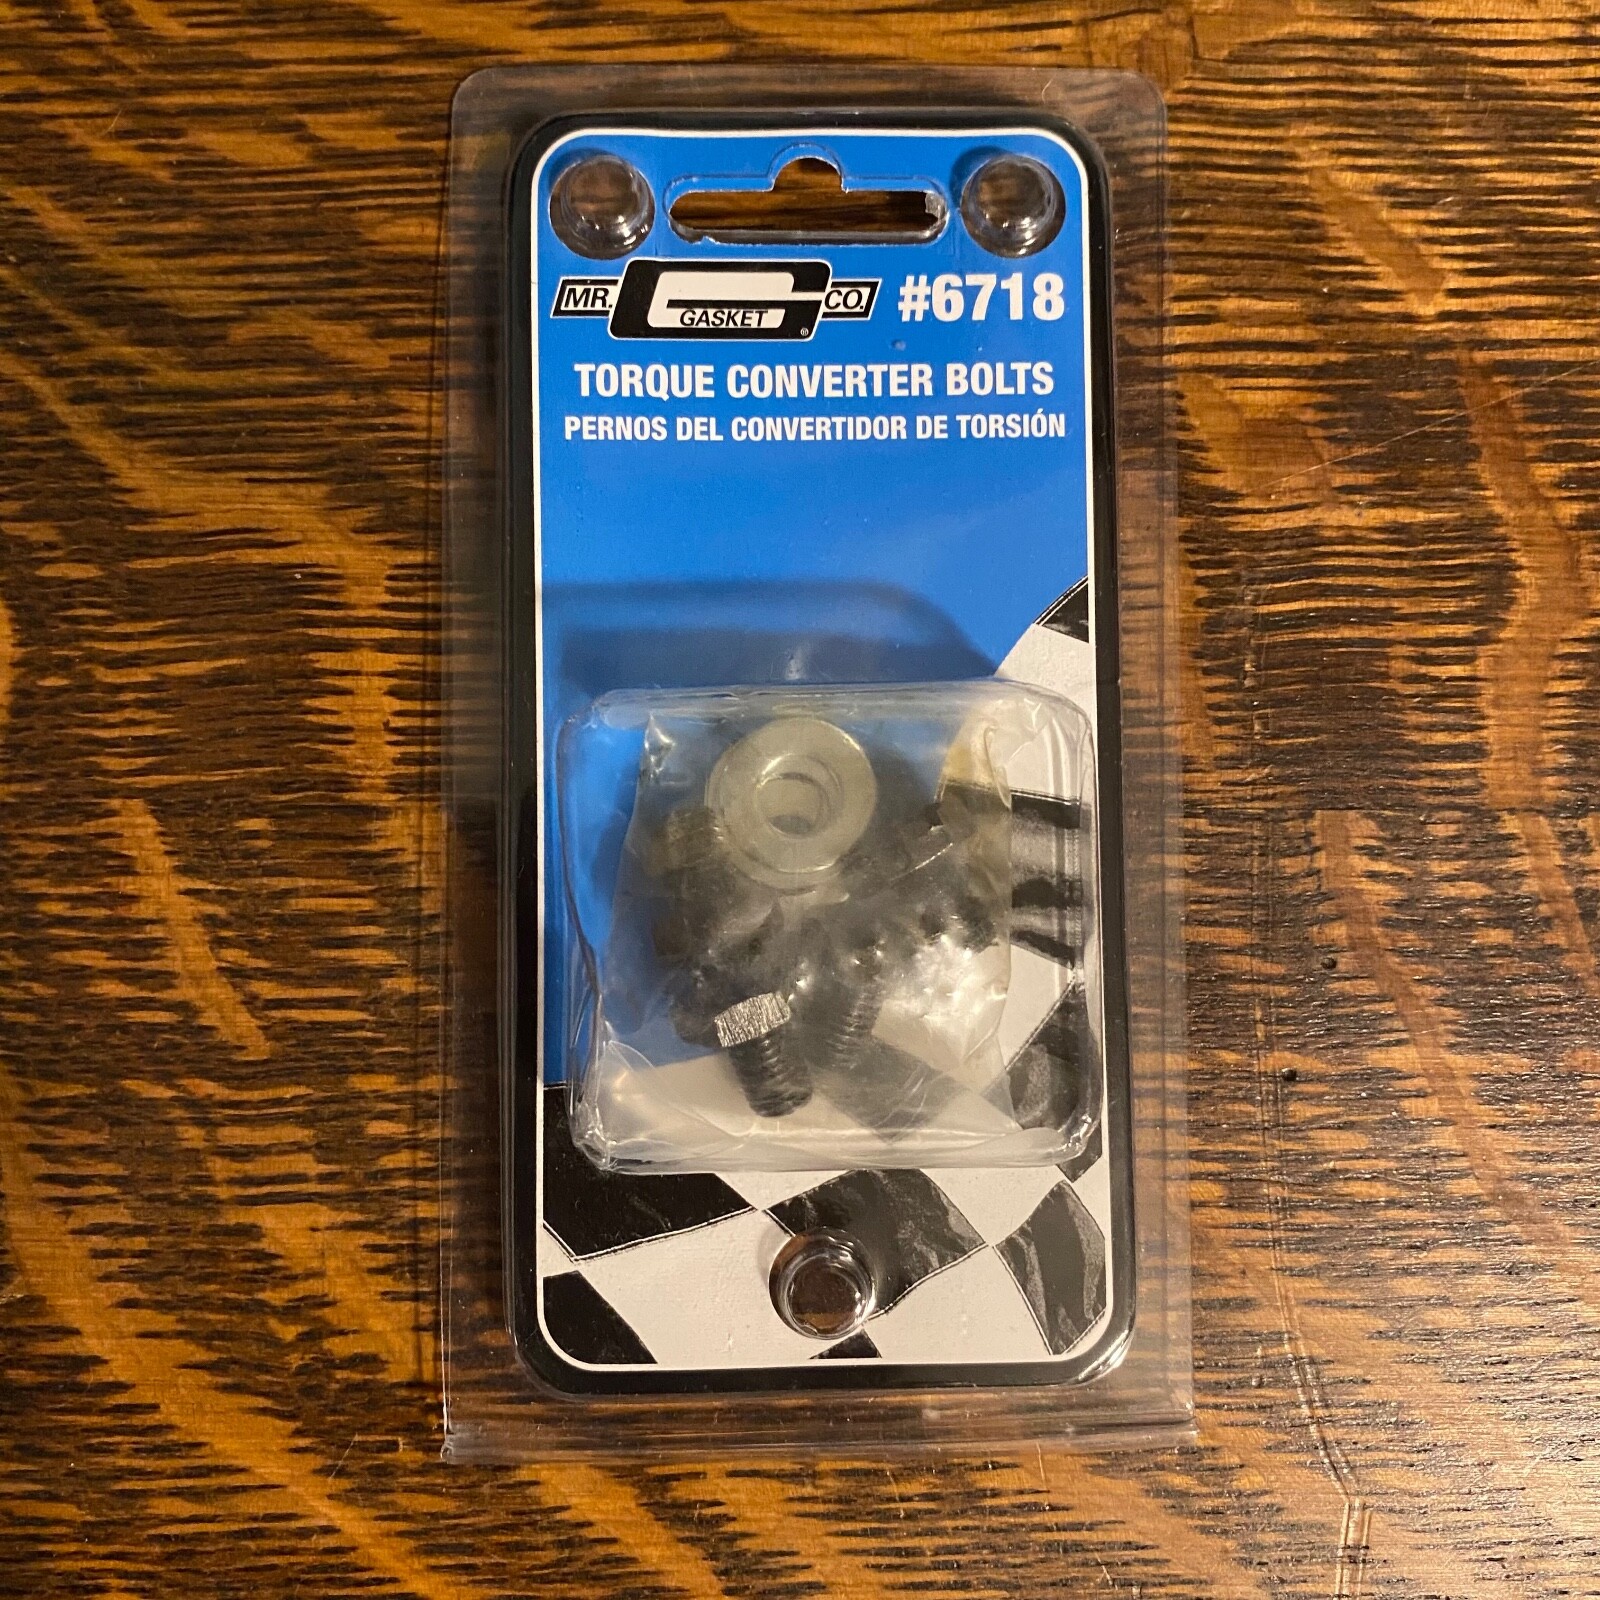 MR. GASKET CO. #6718
TORQUE CONVERTER BOLTS
PERNOS DEL CONVERTIDOR DE TORSIÓN